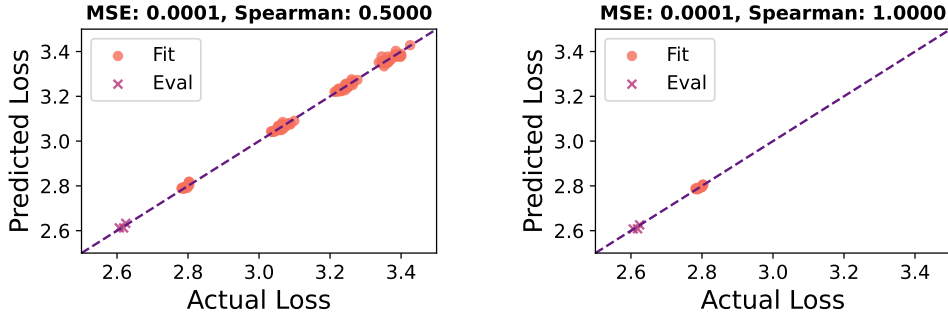 MSE: 0.0001, Spearman: 0.5000
Predicted Loss
3.4
3.2
3.0
2.8
2.6
Fit
Eval
2.6 2.8 3.0 3.2 3.4
Actual Loss
MSE: 0.0001, Spearman: 1.0000
Predicted Loss
3.4
3.2
3.0
2.8
2.6
Fit
Eval
2.6 2.8 3.0 3.2 3.4
Actual Loss